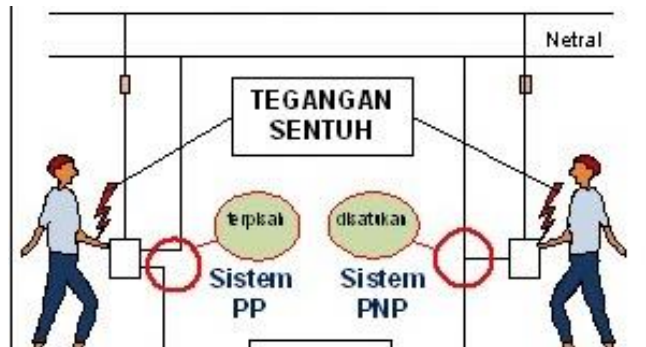 Netral
TEGANGAN
SENTUH
terpisah
disatukan
Sistem
PP
Sistem
PNP